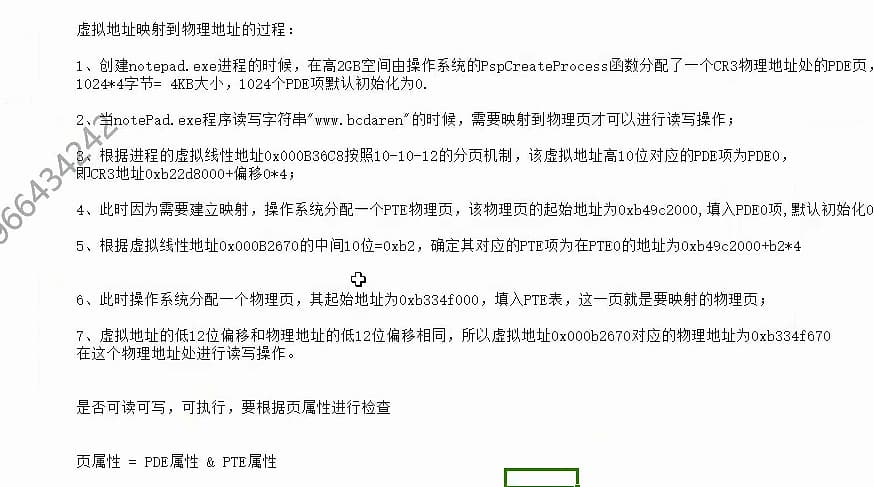 虚拟地址映射到物理地址的过程：
1、创建notepad.exe进程的时候，在高2GB空间由操作系统的PspCreateProcess函数分配了一个CR3物理地址处的PDE页，
1024*4字节= 4KB大小，1024个PDE项默认初始化为0.
2、当notePad.exe程序读写字符串"www.bcdaren"的时候，需要映射到物理页才可以进行读写操作；
3、根据进程的虚拟线性地址0x000B36C8按照10-10-12的分页机制，该虚拟地址高10位对应的PDE项为PDE0，
即CR3地址0xb22d8000+偏移0*4；
4、此时因为需要建立映射，操作系统分配一个PTE物理页，该物理页的起始地址为0xb49c2000,填入PDE0项,默认初始化0
5、根据虚拟线性地址0x000B2670的中间10位=0xb2，确定其对应的PTE项为在PTE0的地址为0xb49c2000+b2*4
6、此时操作系统分配一个物理页，其起始地址为0xb334f000，填入PTE表，这一页就是要映射的物理页；
7、虚拟地址的低12位偏移和物理地址的低12位偏移相同，所以虚拟地址0x000b2670对应的物理地址为0xb334f670
在这个物理地址处进行读写操作。
是否可读可写，可执行，要根据页属性进行检查
页属性 = PDE属性 & PTE属性
966434242